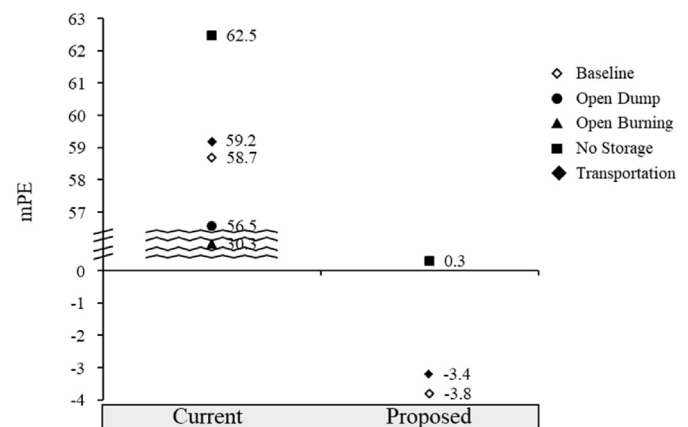 63
62
61
60
59
58
57
0
-1
-2
-3
-4
mPE
62.5
59.2
58.7
56.5
30.3
0.3
-3.4
-3.8
Current
Proposed
Baseline
Open Dump
Open Burning
No Storage
Transportation